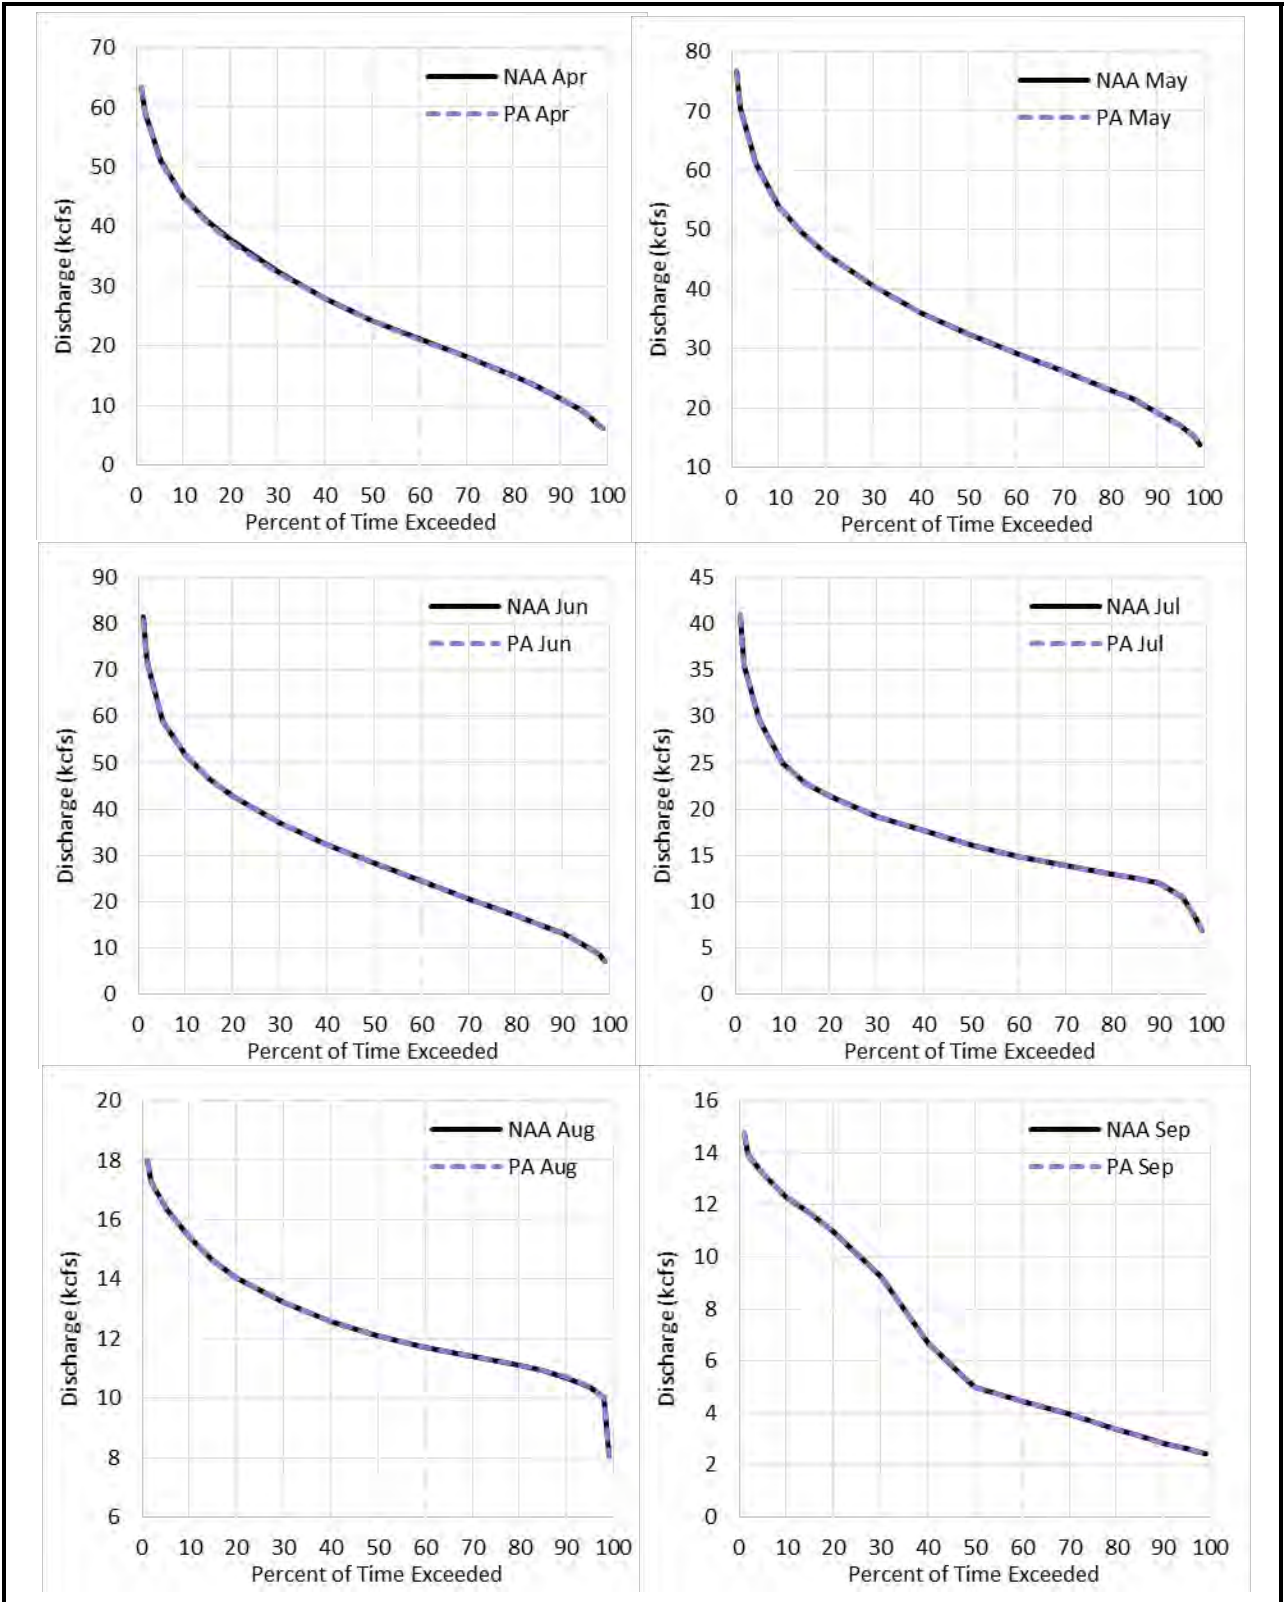 70
60
50
40
30
20
10
0
Discharge (kcfs)
NAA Apr
PA Apr
0 10 20 30 40 50 60 70 80 90 100
Percent of Time Exceeded
80
70
60
50
40
30
20
10
Discharge (kcfs)
NAA May
PA May
0 10 20 30 40 50 60 70 80 90 100
Percent of Time Exceeded
90
80
70
60
50
40
30
20
10
0
Discharge (kcfs)
NAA Jun
PA Jun
0 10 20 30 40 50 60 70 80 90 100
Percent of Time Exceeded
45
40
35
30
25
20
15
10
5
0
Discharge (kcfs)
NAA Jul
PA Jul
0 10 20 30 40 50 60 70 80 90 100
Percent of Time Exceeded
20
18
16
14
12
10
8
6
Discharge (kcfs)
NAA Aug
PA Aug
0 10 20 30 40 50 60 70 80 90 100
Percent of Time Exceeded
16
14
12
10
8
6
4
2
0
Discharge (kcfs)
NAA Sep
PA Sep
0 10 20 30 40 50 60 70 80 90 100
Percent of Time Exceeded